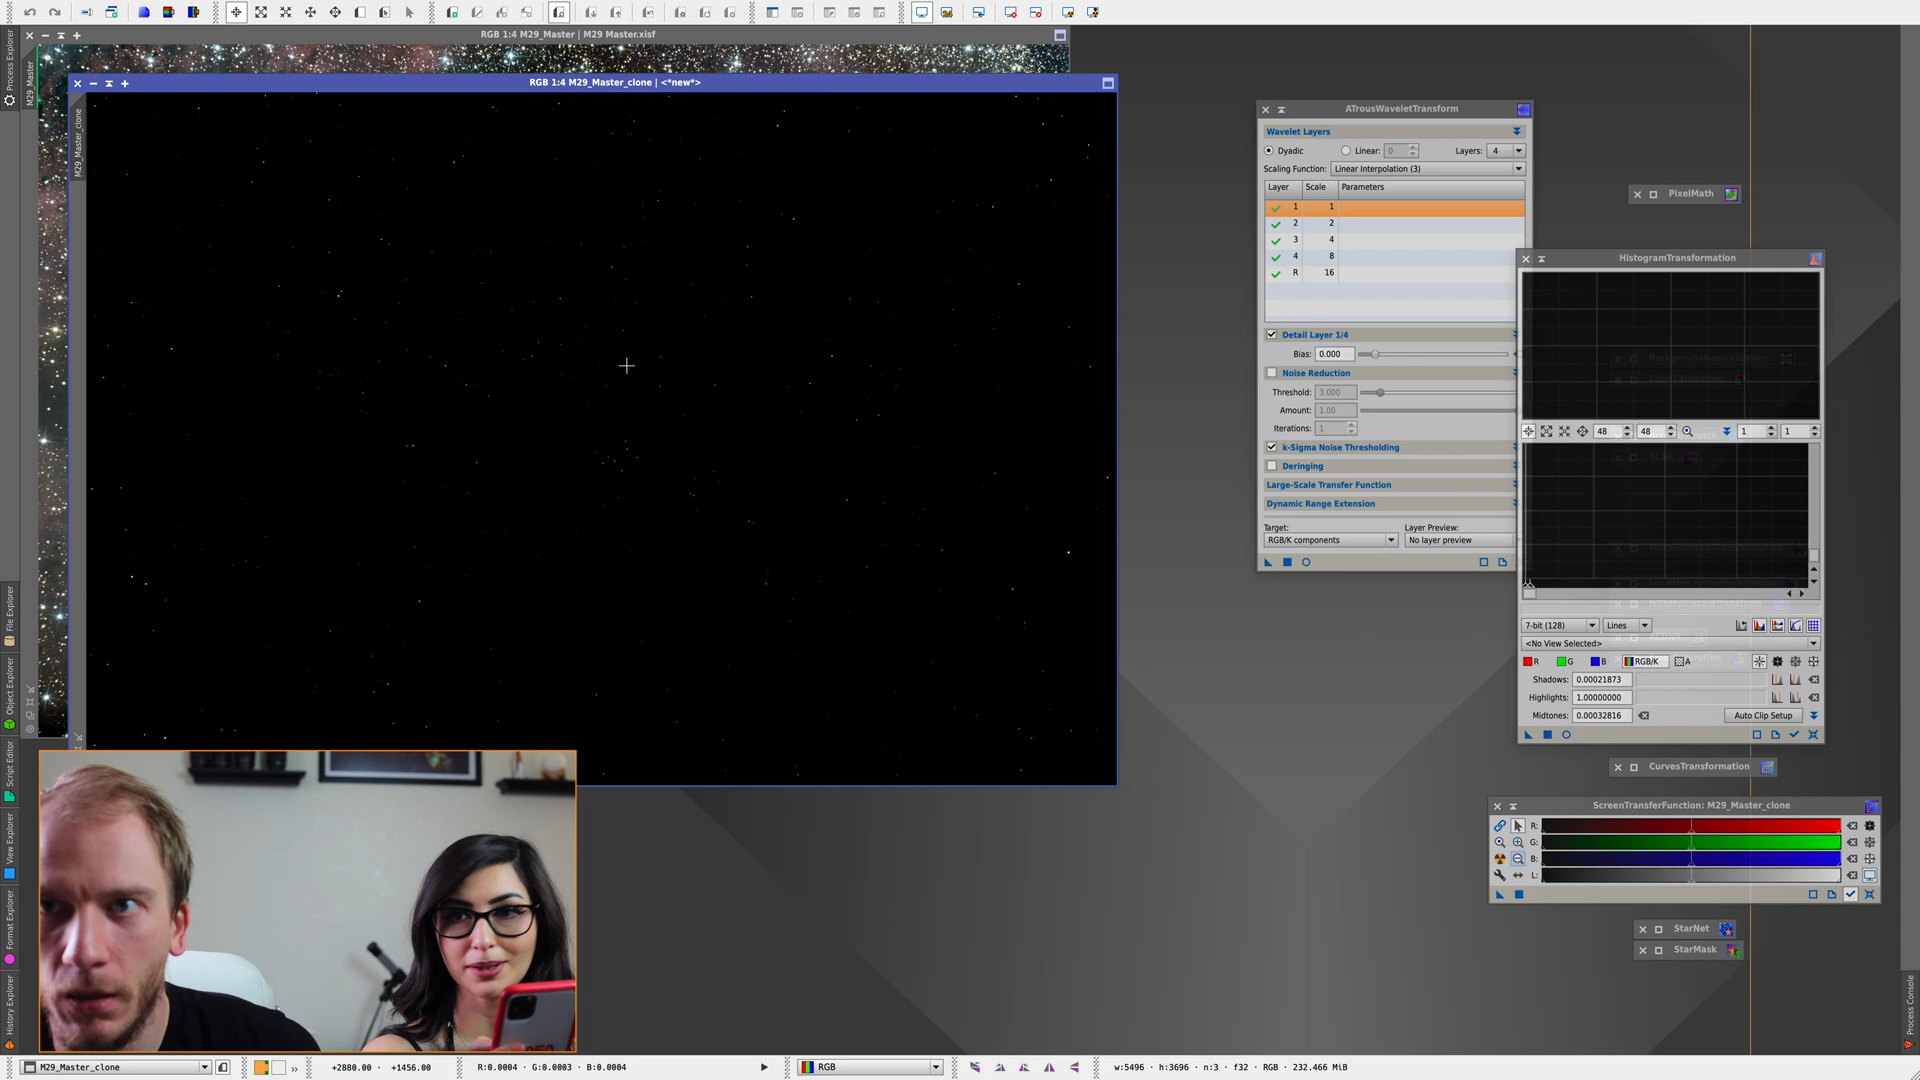 RGB 1:4 M29_Master | M29 Master.xisf
RGB 1:4 M29_Master_clone | <*new*>
Process Explorer
M29_Master
M29_Master_clone
File Explorer
Object Explorer
Script Editor
View Explorer
Format Explorer
History Explorer
Process Console
ATrousWaveletTransform
Wavelet Layers
Dyadic
Linear: 0
Layers: 4
Scaling Function: Linear Interpolation (3)
Layer Scale Parameters
1 1
2 2
3 4
4 8
R 16
Detail Layer 1/4
Bias: 0.000
Noise Reduction
Threshold: 3.000
Amount: 1.00
Iterations: 1
k-Sigma Noise Thresholding
Deringing
Large-Scale Transfer Function
Dynamic Range Extension
Target:
Layer Preview:
RGB/K components
No layer preview
PixelMath
HistogramTransformation
BackgroundNeutralization
ColorCalibration
48 48 1 1
SCNR
MorphologicalTransformation
HDRMultiscaleTransform
ACDNR
7-bit (128) Lines
<No View Selected>
R G B RGB/K A
Shadows: 0.00021873
Highlights: 1.00000000
Midtones: 0.00032816
Auto Clip Setup
CurvesTransformation
ScreenTransferFunction: M29_Master_clone
R:
G:
B:
L:
StarNet
StarMask
M29_Master_clone
+2880.00 · +1456.00
R:0.0004 · G:0.0003 · B:0.0004
RGB
w:5496 · h:3696 · n:3 · f32 · RGB · 232.466 MiB